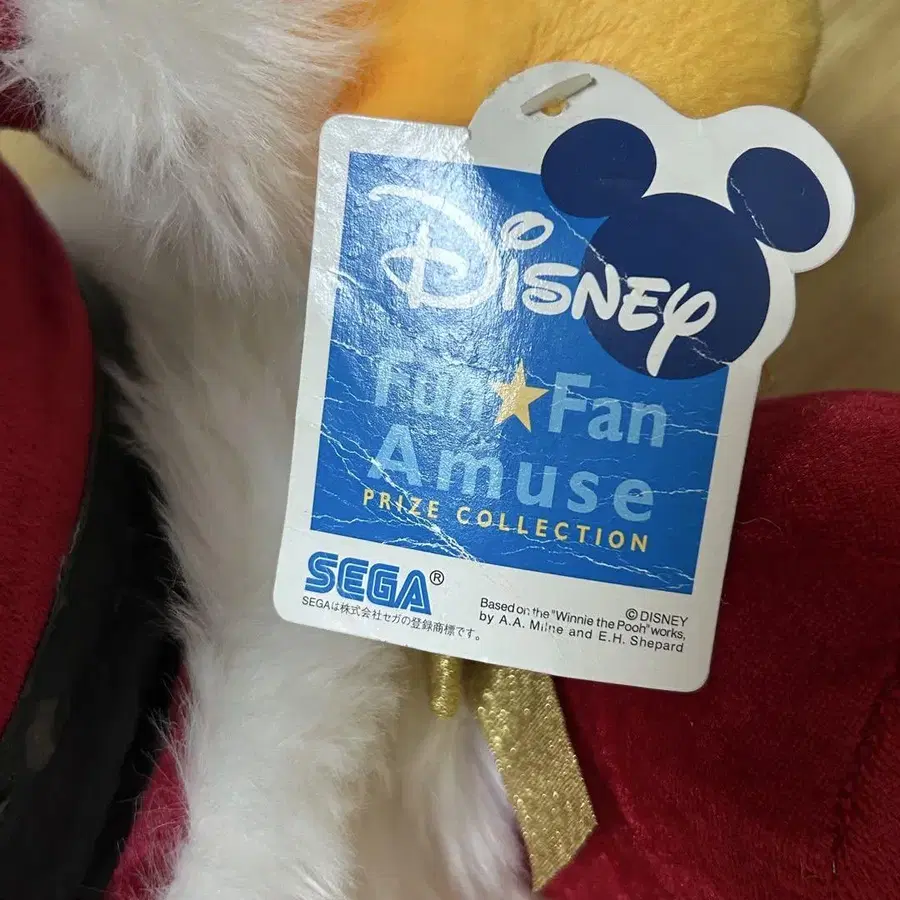 Disney
Fun★Fan
Amuse
PRIZE COLLECTION
SEGA®
SEGAは株式会社セガの登録商標です。
© DISNEY
Based on the "Winnie the Pooh" works,
by A.A. Milne and E.H. Shepard